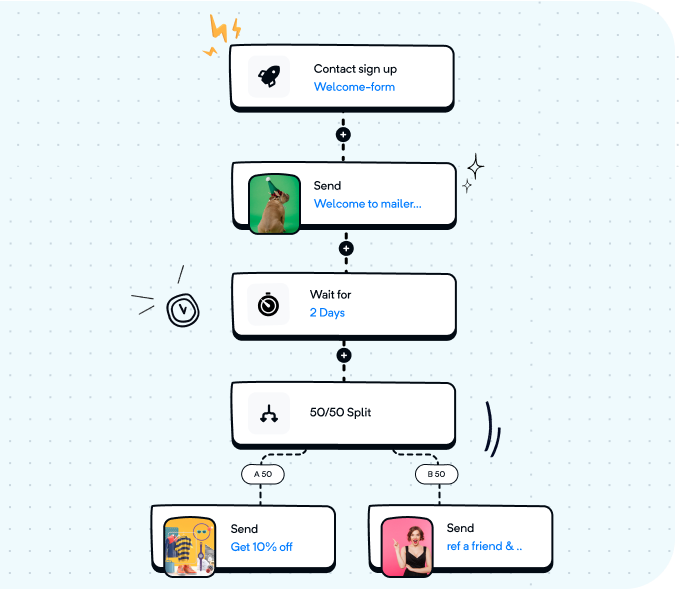 Contact sign up
Welcome-form
Send
Welcome to mailer...
Wait for
2 Days
50/50 Split
A 50
B 50
Send
Get 10% off
Send
ref a friend & ..